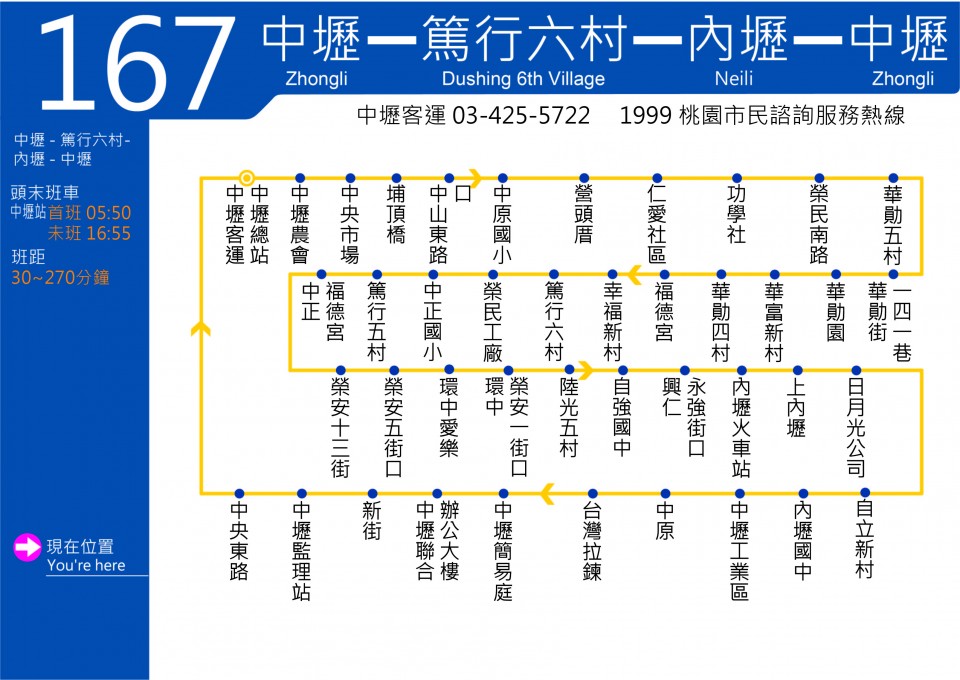 167
中壢－篤行六村－內壢－中壢
Zhongli Dushing 6th Village Neili Zhongli
中壢客運 03-425-5722 1999 桃園市民諮詢服務熱線
中壢 - 篤行六村-
內壢 - 中壢
頭末班車
中壢站 首班 05:50
末班 16:55
班距
30~270分鐘
現在位置
You're here
中壢總站
中壢客運
中壢農會
中央市場
埔頂橋
中山東路
口
中原國小
營頭厝
仁愛社區
功學社
榮民南路
華勛五村
福德宮
中正
篤行五村
中正國小
榮民工廠
篤行六村
幸福新村
福德宮
華勛四村
華富新村
華勛園
一四一巷
華勛街
榮安十三街
榮安五街口
環中愛樂
榮安一街口
環中
陸光五村
自強國中
永強街口
興仁
內壢火車站
上內壢
日月光公司
中央東路
中壢監理站
新街
辦公大樓
中壢聯合
中壢簡易庭
台灣拉鍊
中原
中壢工業區
內壢國中
自立新村